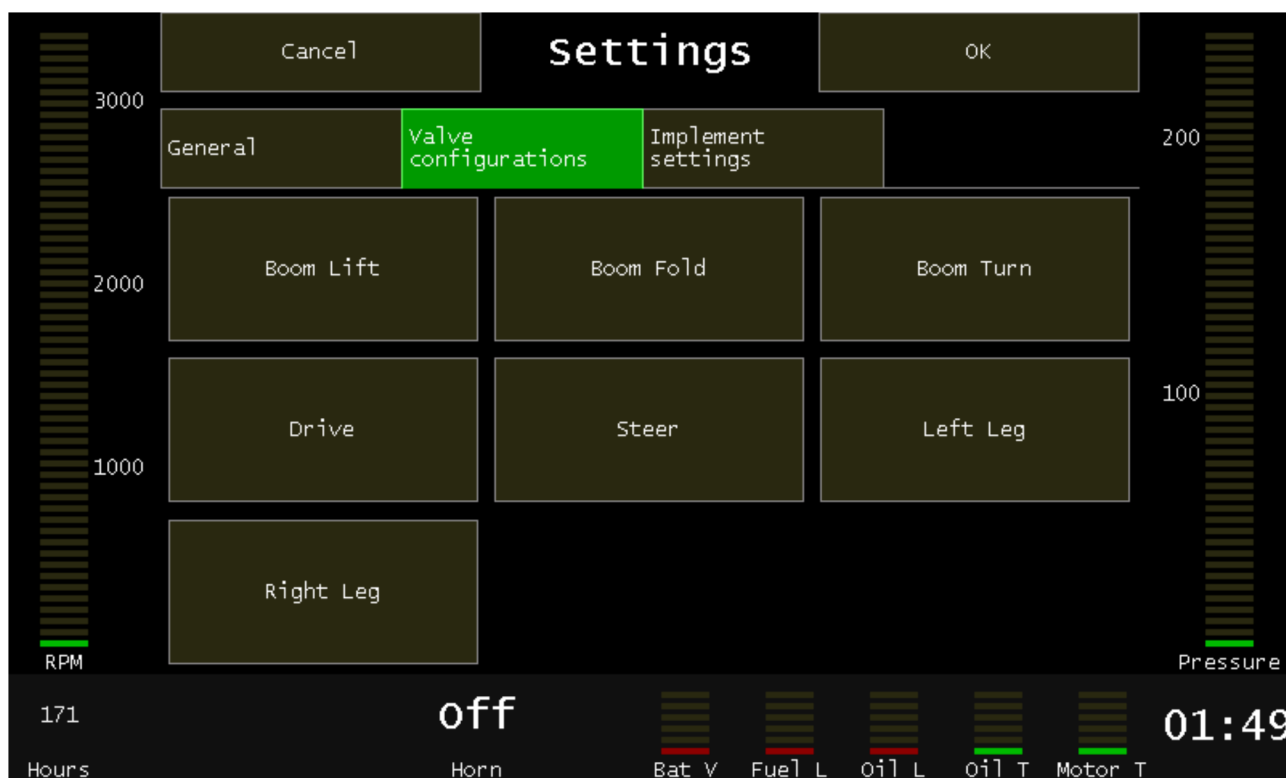 Cancel
Settings
OK
3000
General
Valve
configurations
Implement
settings
200
Boom Lift
Boom Fold
Boom Turn
2000
Drive
Steer
Left Leg
100
1000
Right Leg
RPM
Pressure
171
off
01:49
Hours
Horn
Bat V
Fuel L
Oil L
Oil T
Motor T